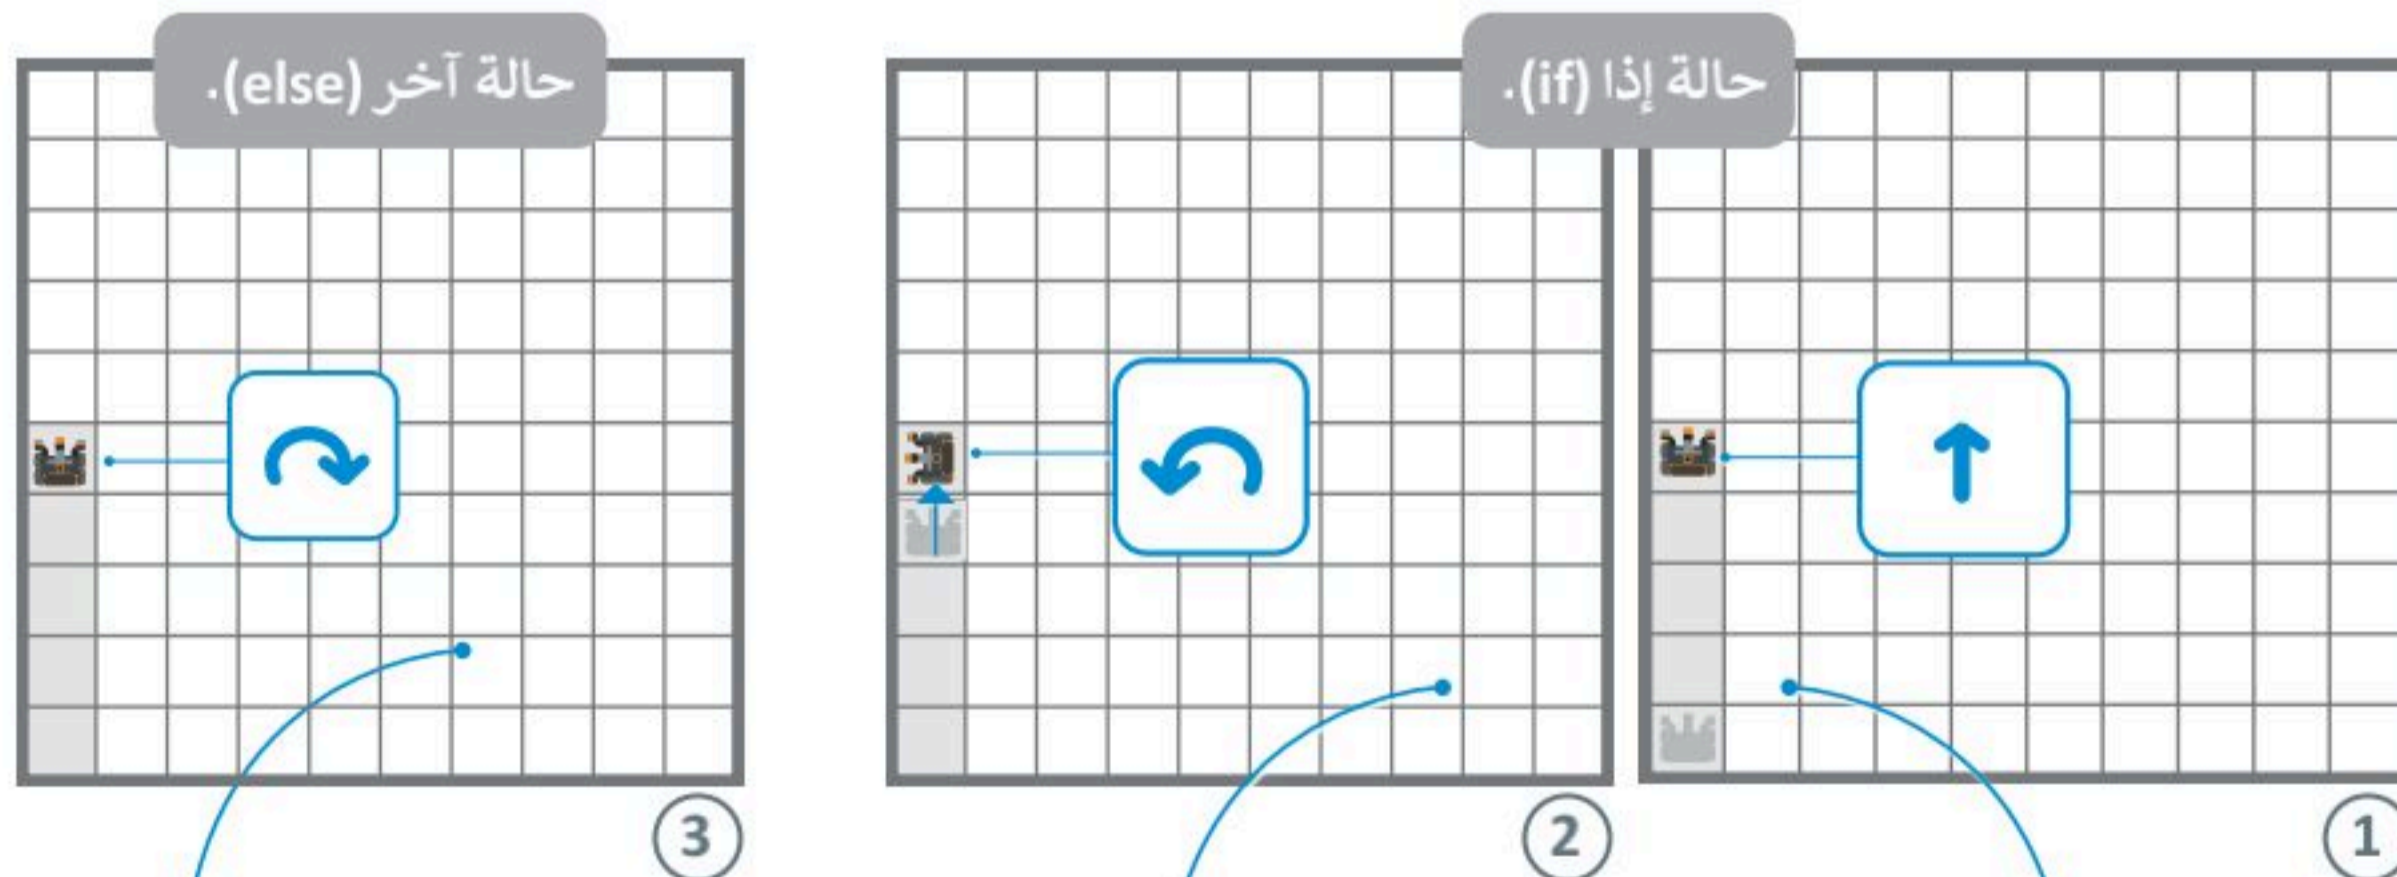 حالة إذا (if).
حالة آخر (else).
1
2
3